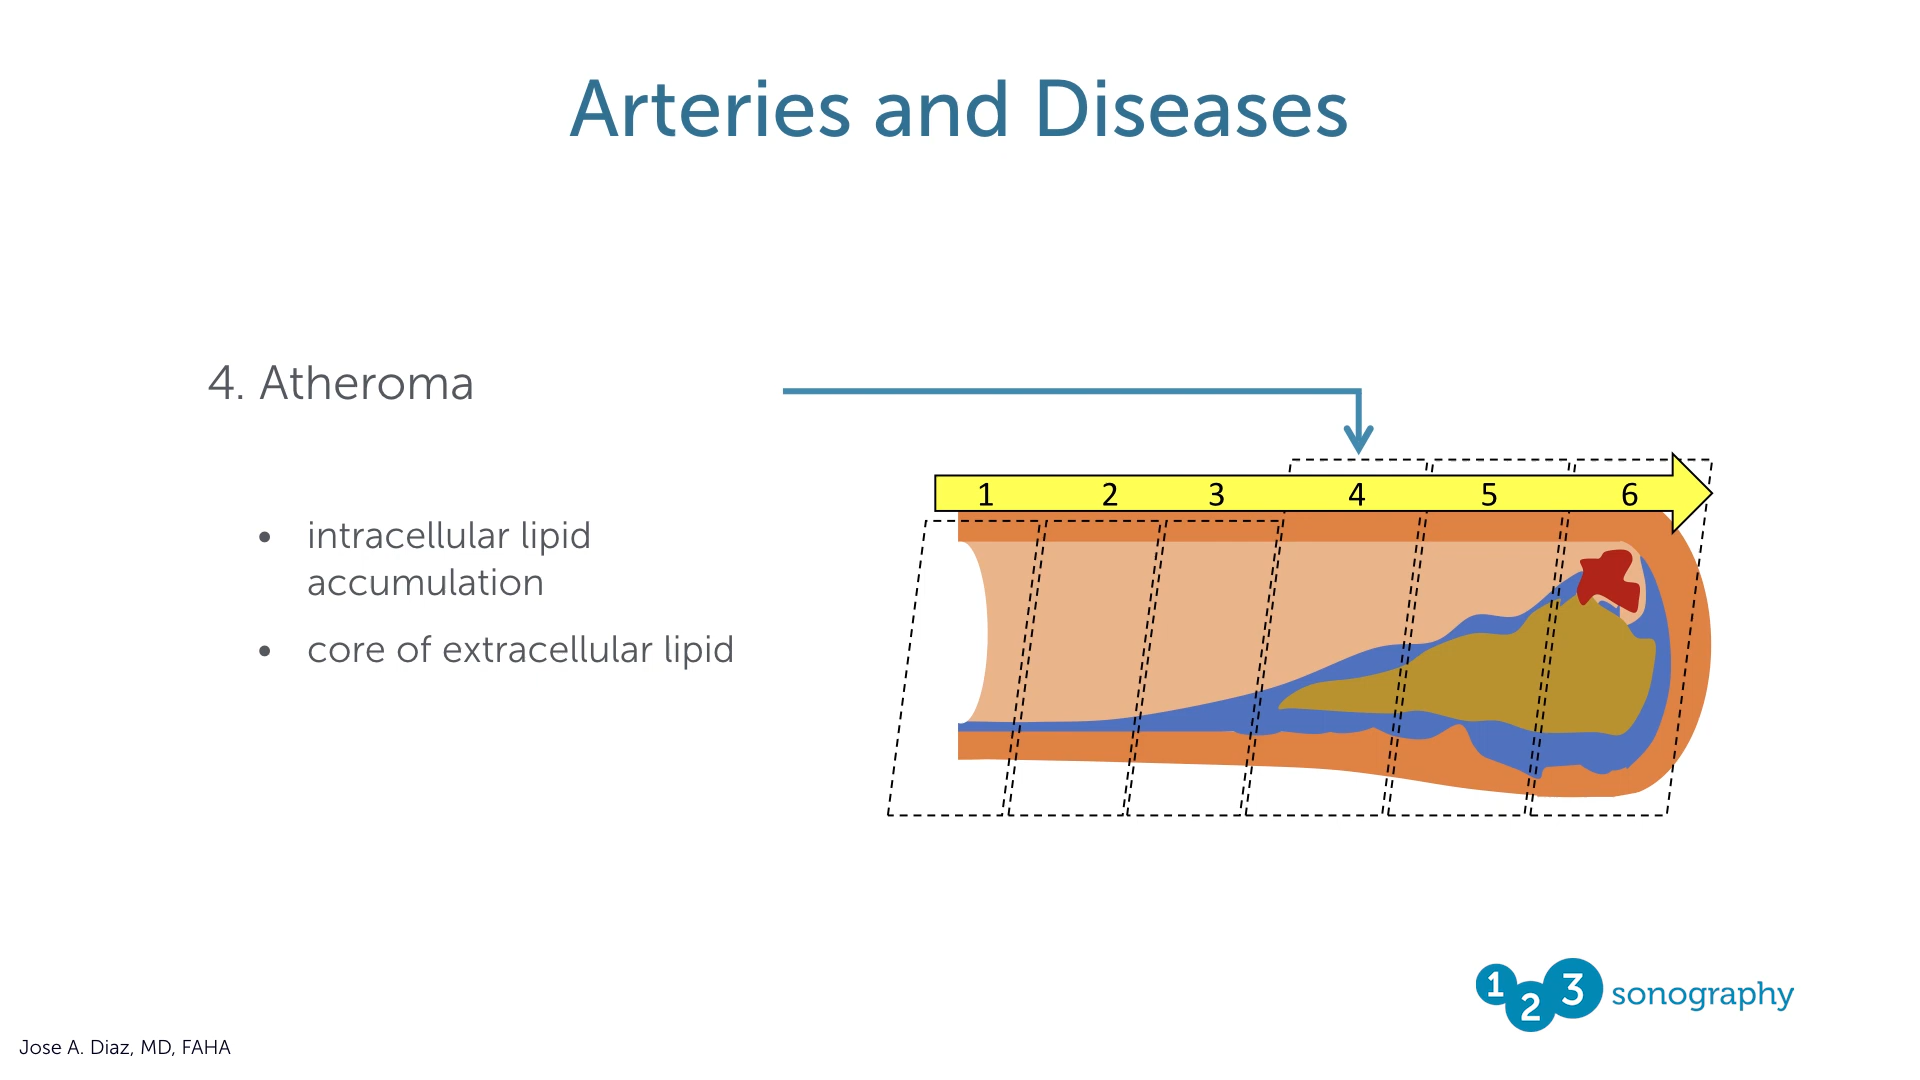 Arteries and Diseases
4. Atheroma
• intracellular lipid
accumulation
• core of extracellular lipid
1 2 3 4 5 6
1 2 3 sonography
Jose A. Diaz, MD, FAHA